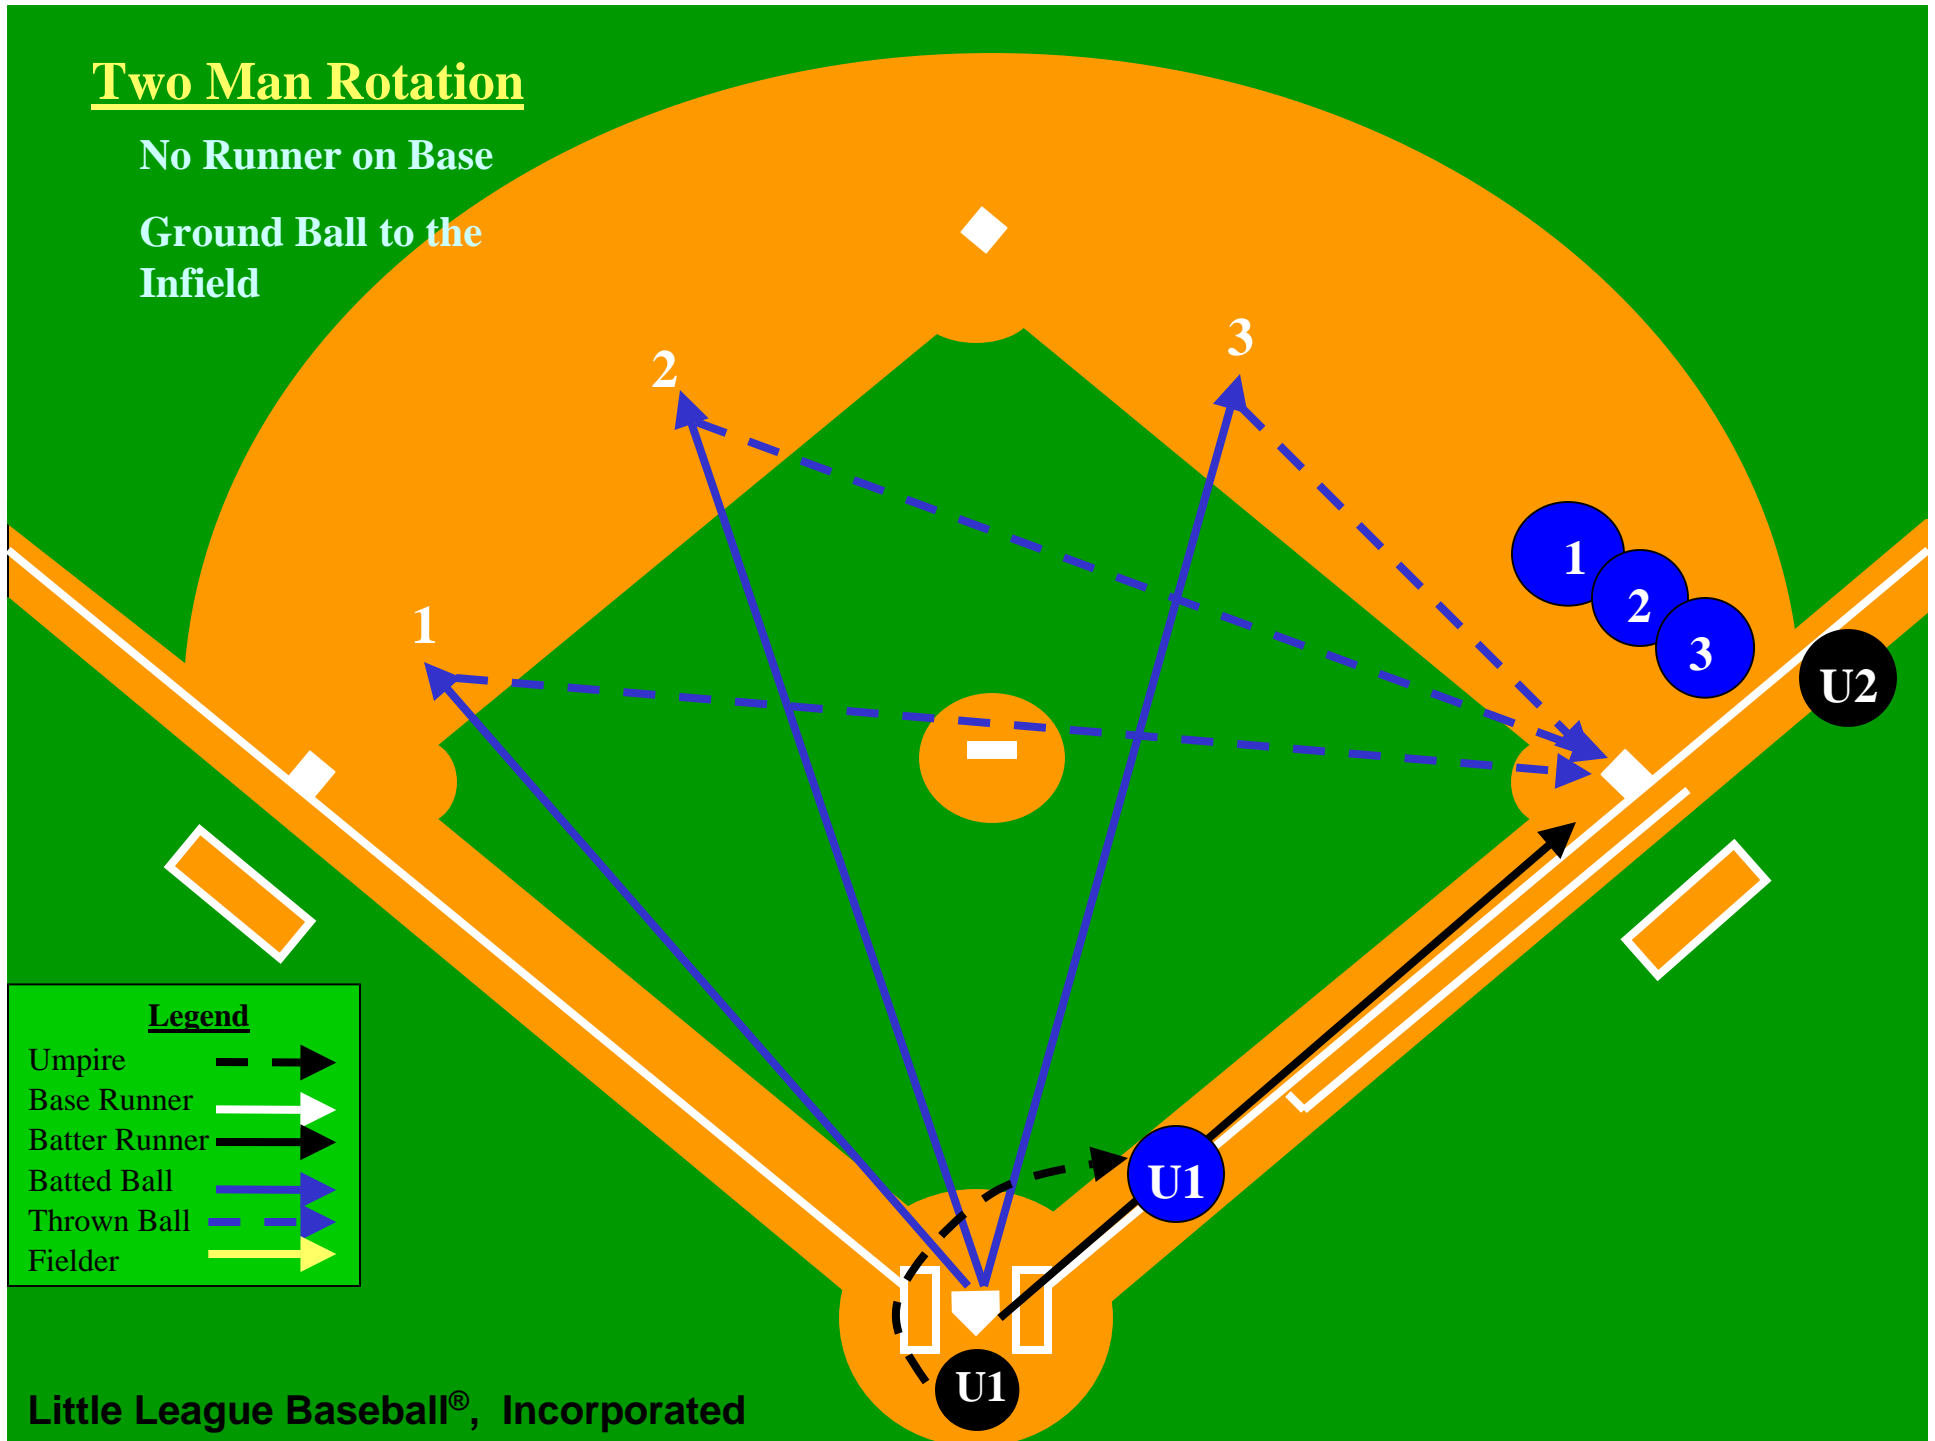 Two Man Rotation
No Runner on Base
Ground Ball to the
Infield
3
2
1
1
2
3
U2
Legend
Umpire
Base Runner
Batter Runner
Batted Ball
Thrown Ball
Fielder
U1
U1
Little League Baseball®, Incorporated